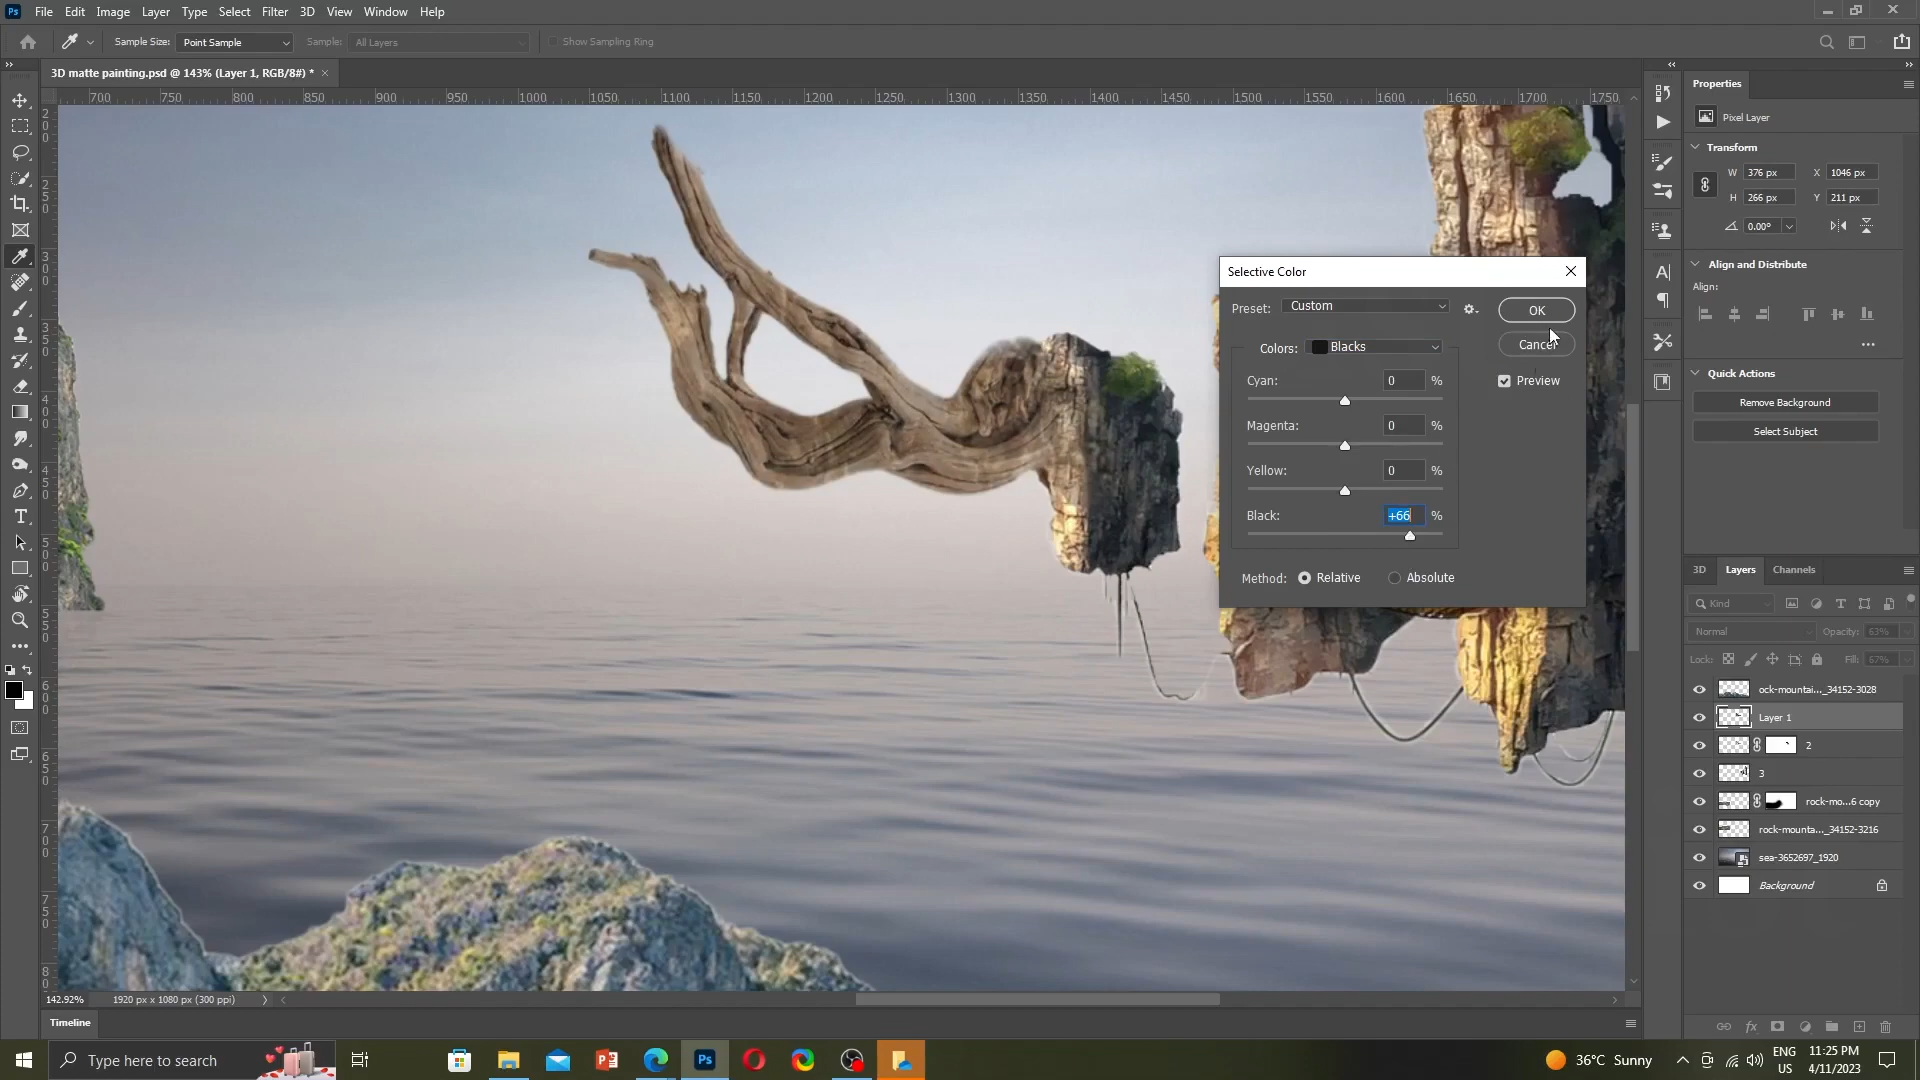 Ps File Edit Image Layer Type Select Filter 3D View Window Help
Sample Size: Point Sample Sample: All Layers Show Sampling Ring
3D matte painting.psd @ 143% (Layer 1, RGB/8#) *
700 750 800 850 900 950 1000 1050 1100 1150 1200 1250 1300 1350 1400 1450 1500 1550 1600 1650 1700 1750
Properties
Pixel Layer
Transform
W 376 px X 1046 px
H 266 px Y 211 px
0.00°
Align and Distribute
Align:
Quick Actions
Remove Background
Select Subject
Selective Color
Preset: Custom OK
Colors: Blacks Cancel
Cyan: 0 % Preview
Magenta: 0 %
Yellow: 0 %
Black: +66 %
Method: Relative Absolute
3D Layers Channels
Kind
Normal Opacity: 63%
Lock: Fill: 67%
ock-mountai..._34152-3028
Layer 1
2
3
rock-mo...6 copy
rock-mounta..._34152-3216
sea-3652697_1920
Background
142.92% 1920 px x 1080 px (300 ppi)
Timeline
Type here to search
Ps
36°C Sunny
ENG
US
11:25 PM
4/11/2023